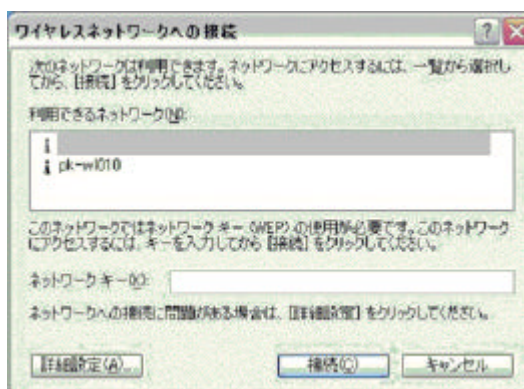 ワイヤレスネットワークへの接続
次のネットワークは利用できます。ネットワークにアクセスするには、一覧から選択し
てから、[接続] をクリックしてください。
利用できるネットワーク(N):
pk-wl010
このネットワークではネットワーク キー (WEP) の使用が必要です。このネットワーク
にアクセスするには、キーを入力してから [接続] をクリックしてください。
ネットワーク キー(K):
ネットワークへの接続に問題がある場合は、[詳細設定] をクリックしてください。
詳細設定(A)...
接続(C)
キャンセル